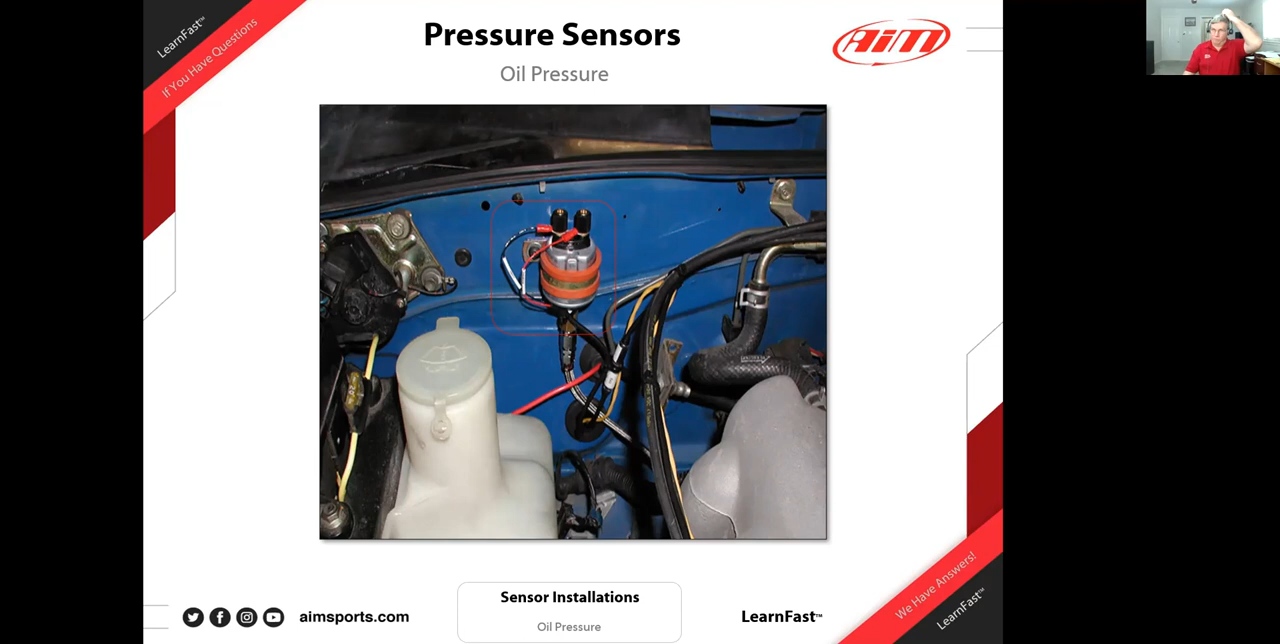 LearnFast™
If You Have Questions
Pressure Sensors
Oil Pressure
AiM
aimsports.com
Sensor Installations
Oil Pressure
LearnFast™
We Have Answers!
LearnFast™